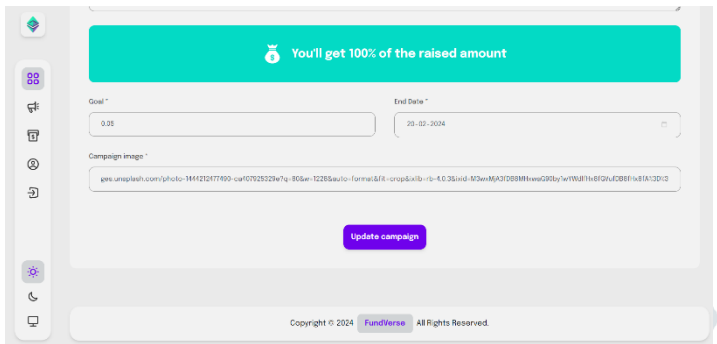 You'll get 100% of the raised amount
Goal *
End Date *
0.05
20-02-2024
Campaign image *
Update campaign
Copyright © 2024 FundVerse All Rights Reserved.